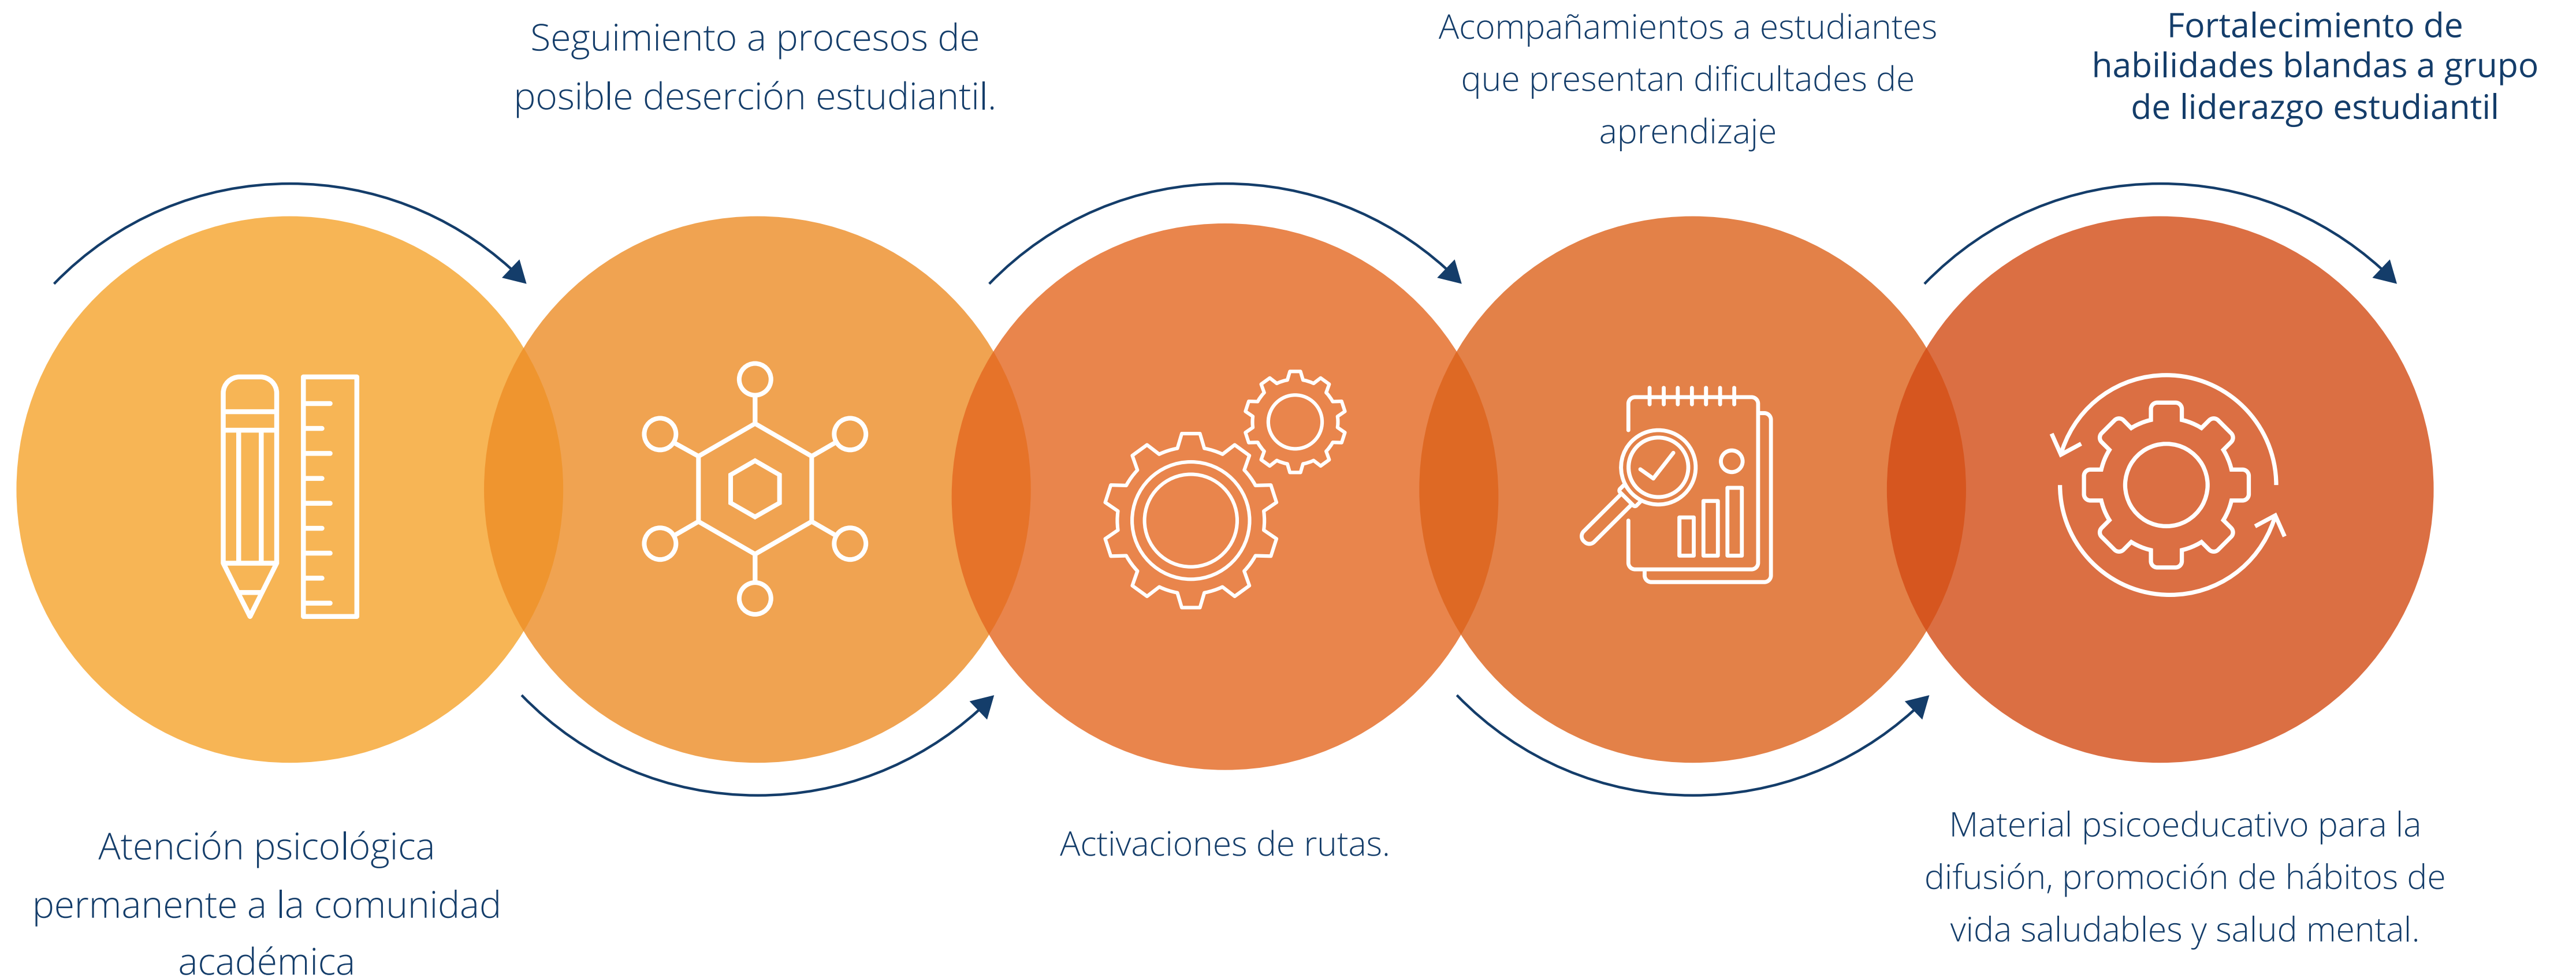 Seguimiento a procesos de
posible deserción estudiantil.
Acompañamientos a estudiantes
que presentan dificultades de
aprendizaje
Fortalecimiento de
habilidades blandas a grupo
de liderazgo estudiantil
Atención psicológica
permanente a la comunidad
académica
Activaciones de rutas.
Material psicoeducativo para la
difusión, promoción de hábitos de
vida saludables y salud mental.